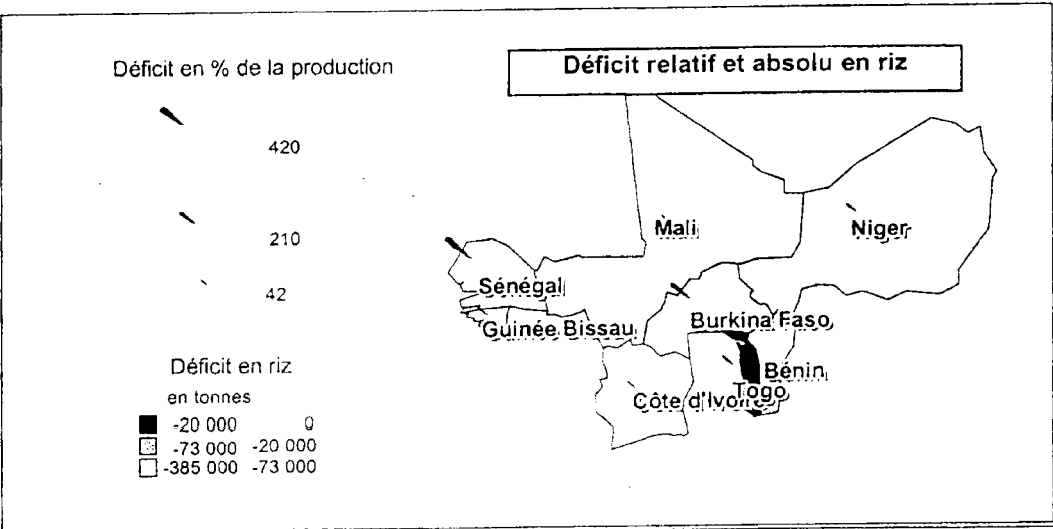 Déficit en % de la production
420
210
42
Déficit en riz
en tonnes
-20 000 0
-73 000 -20 000
-385 000 -73 000
Déficit relatif et absolu en riz
Mali
Niger
Sénégal
Guinée Bissau
Burkina Faso
Bénin
Togo
Côte d'Ivoire